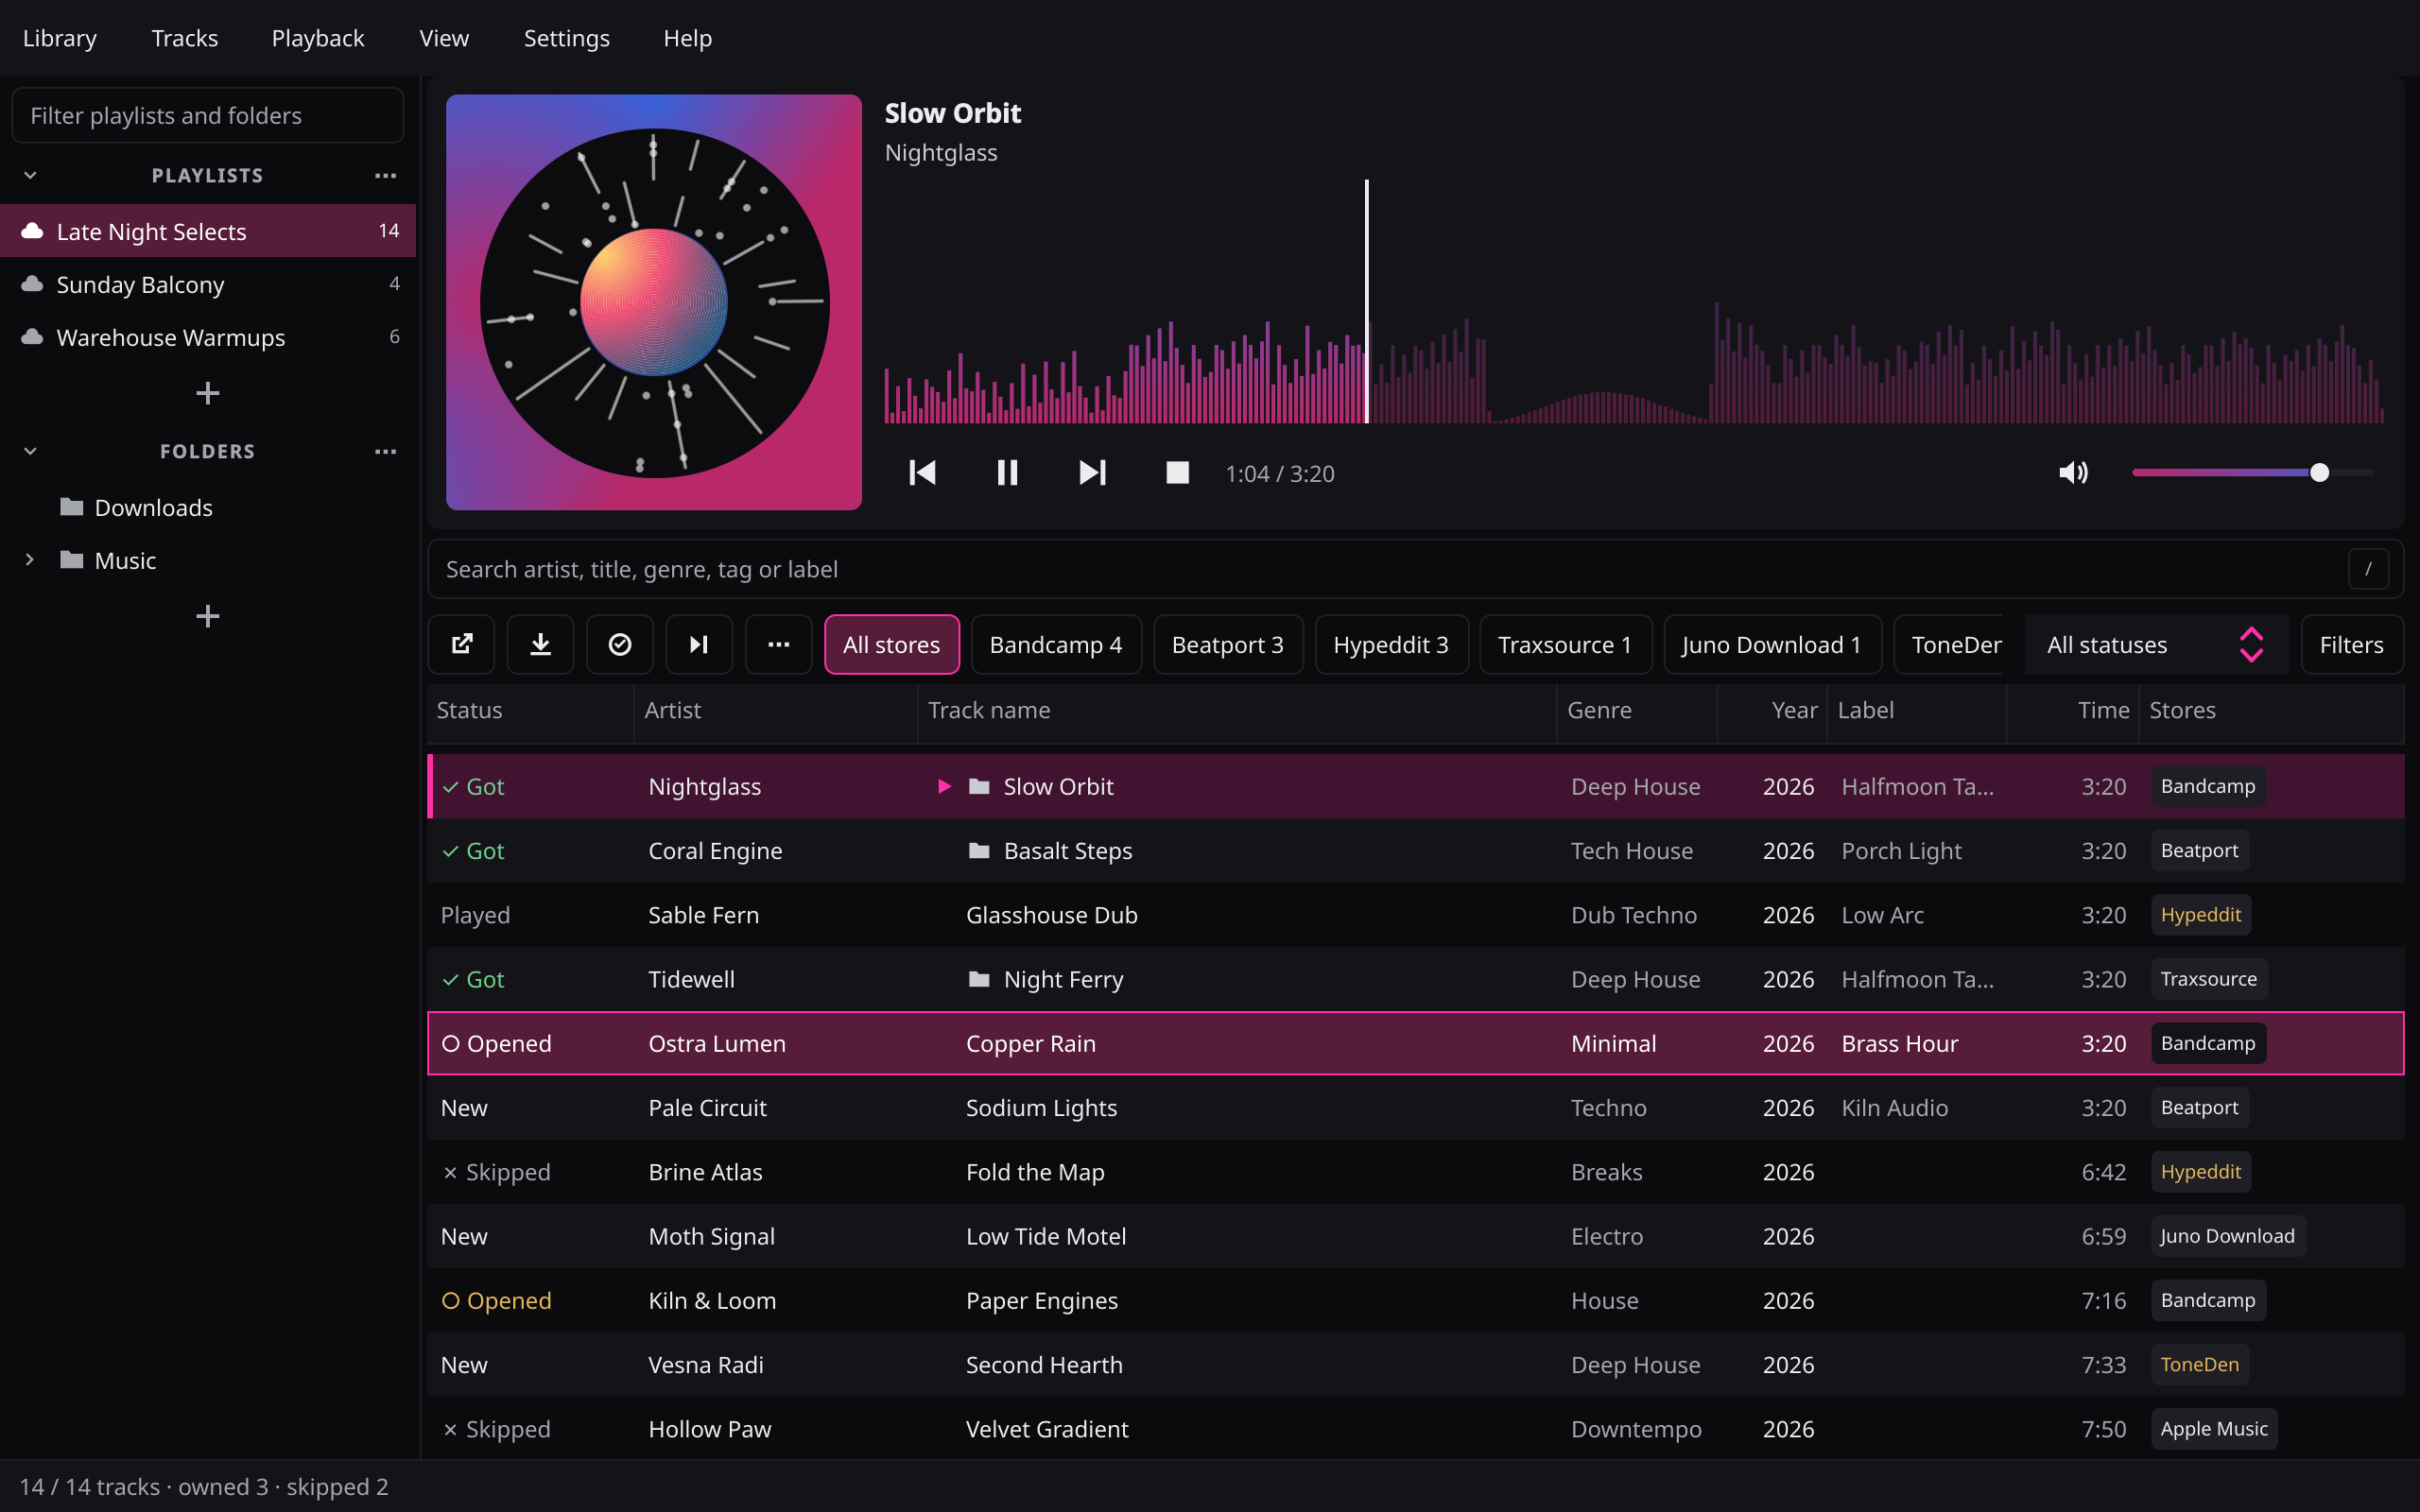 Library Tracks Playback View Settings Help
Filter playlists and folders
PLAYLISTS
Late Night Selects 14
Sunday Balcony 4
Warehouse Warmups 6
FOLDERS
Downloads
Music
Slow Orbit
Nightglass
1:04 / 3:20
Search artist, title, genre, tag or label /
All stores Bandcamp 4 Beatport 3 Hypeddit 3 Traxsource 1 Juno Download 1 ToneDer All statuses Filters
Status Artist Track name Genre Year Label Time Stores
Got Nightglass Slow Orbit Deep House 2026 Halfmoon Ta... 3:20 Bandcamp
Got Coral Engine Basalt Steps Tech House 2026 Porch Light 3:20 Beatport
Played Sable Fern Glasshouse Dub Dub Techno 2026 Low Arc 3:20 Hypeddit
Got Tidewell Night Ferry Deep House 2026 Halfmoon Ta... 3:20 Traxsource
Opened Ostra Lumen Copper Rain Minimal 2026 Brass Hour 3:20 Bandcamp
New Pale Circuit Sodium Lights Techno 2026 Kiln Audio 3:20 Beatport
Skipped Brine Atlas Fold the Map Breaks 2026 6:42 Hypeddit
New Moth Signal Low Tide Motel Electro 2026 6:59 Juno Download
Opened Kiln & Loom Paper Engines House 2026 7:16 Bandcamp
New Vesna Radi Second Hearth Deep House 2026 7:33 ToneDen
Skipped Hollow Paw Velvet Gradient Downtempo 2026 7:50 Apple Music
14 / 14 tracks · owned 3 · skipped 2